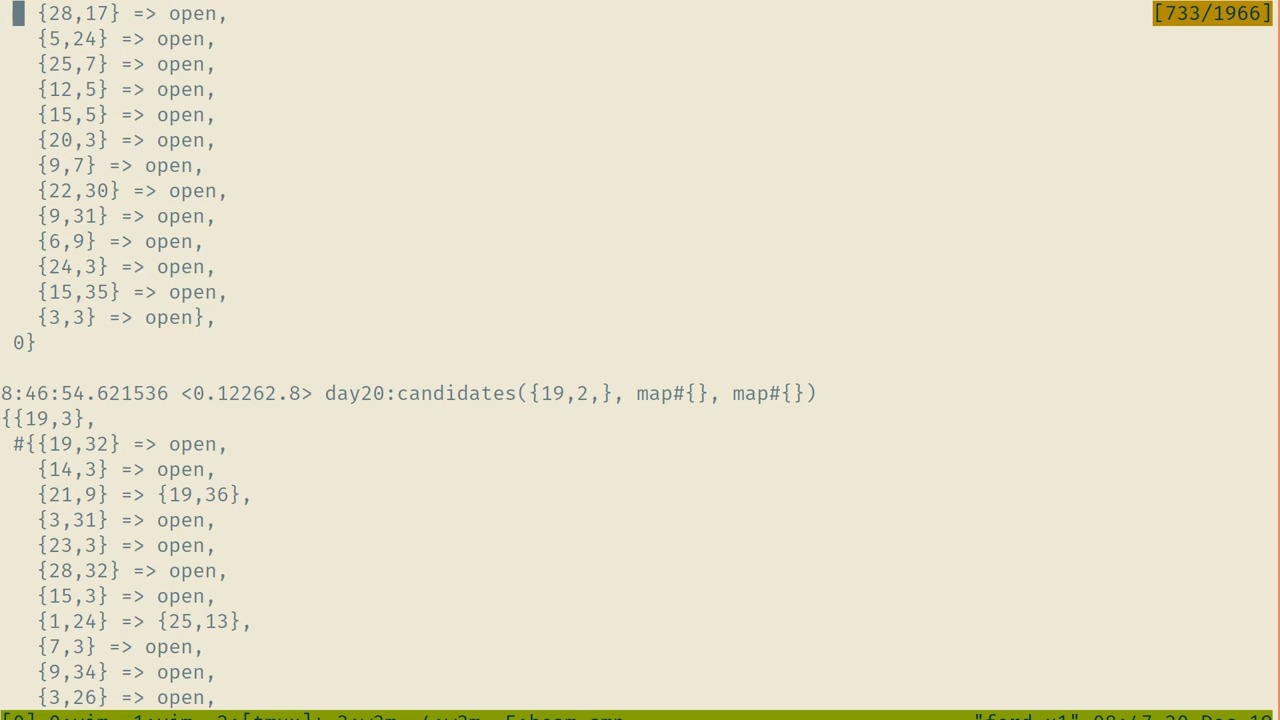 {28,17} => open, [733/1966]
{5,24} => open,
{25,7} => open,
{12,5} => open,
{15,5} => open,
{20,3} => open,
{9,7} => open,
{22,30} => open,
{9,31} => open,
{6,9} => open,
{24,3} => open,
{15,35} => open,
{3,3} => open},
0}
8:46:54.621536 <0.12262.8> day20:candidates({19,2,}, map#{}, map#{})
{{19,3},
#{{19,32} => open,
{14,3} => open,
{21,9} => {19,36},
{3,31} => open,
{23,3} => open,
{28,32} => open,
{15,3} => open,
{1,24} => {25,13},
{7,3} => open,
{9,34} => open,
{3,26} => open,